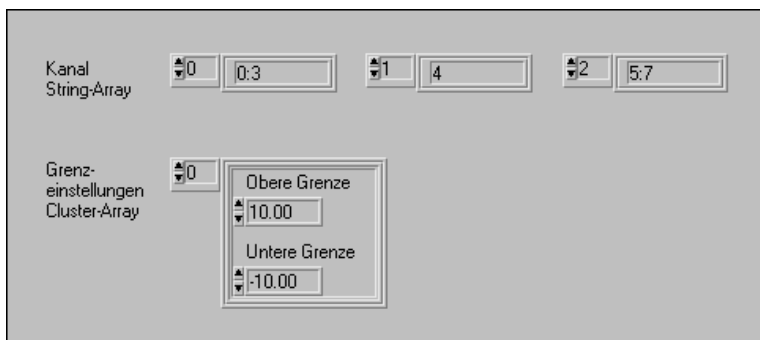 Kanal
String-Array
0 0:3 1 4 2 5:7
Grenz-
einstellungen
Cluster-Array
0
Obere Grenze
10.00
Untere Grenze
-10.00